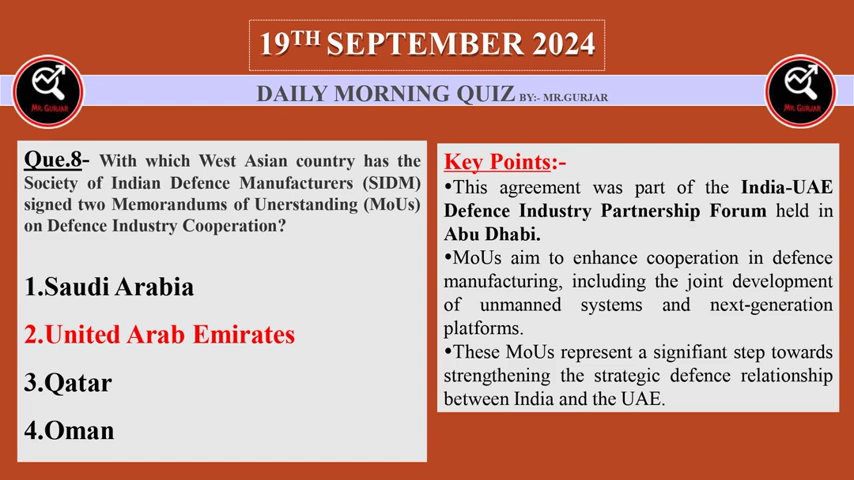 19TH SEPTEMBER 2024
DAILY MORNING QUIZ BY:- MR.GURJAR
MR. GURJAR
MR. GURJAR
Que.8- With which West Asian country has the
Society of Indian Defence Manufacturers (SIDM)
signed two Memorandums of Unerstanding (MoUs)
on Defence Industry Cooperation?
1.Saudi Arabia
2.United Arab Emirates
3.Qatar
4.Oman
Key Points:-
•This agreement was part of the India-UAE
Defence Industry Partnership Forum held in
Abu Dhabi.
•MoUs aim to enhance cooperation in defence
manufacturing, including the joint development
of unmanned systems and next-generation
platforms.
•These MoUs represent a signifiant step towards
strengthening the strategic defence relationship
between India and the UAE.